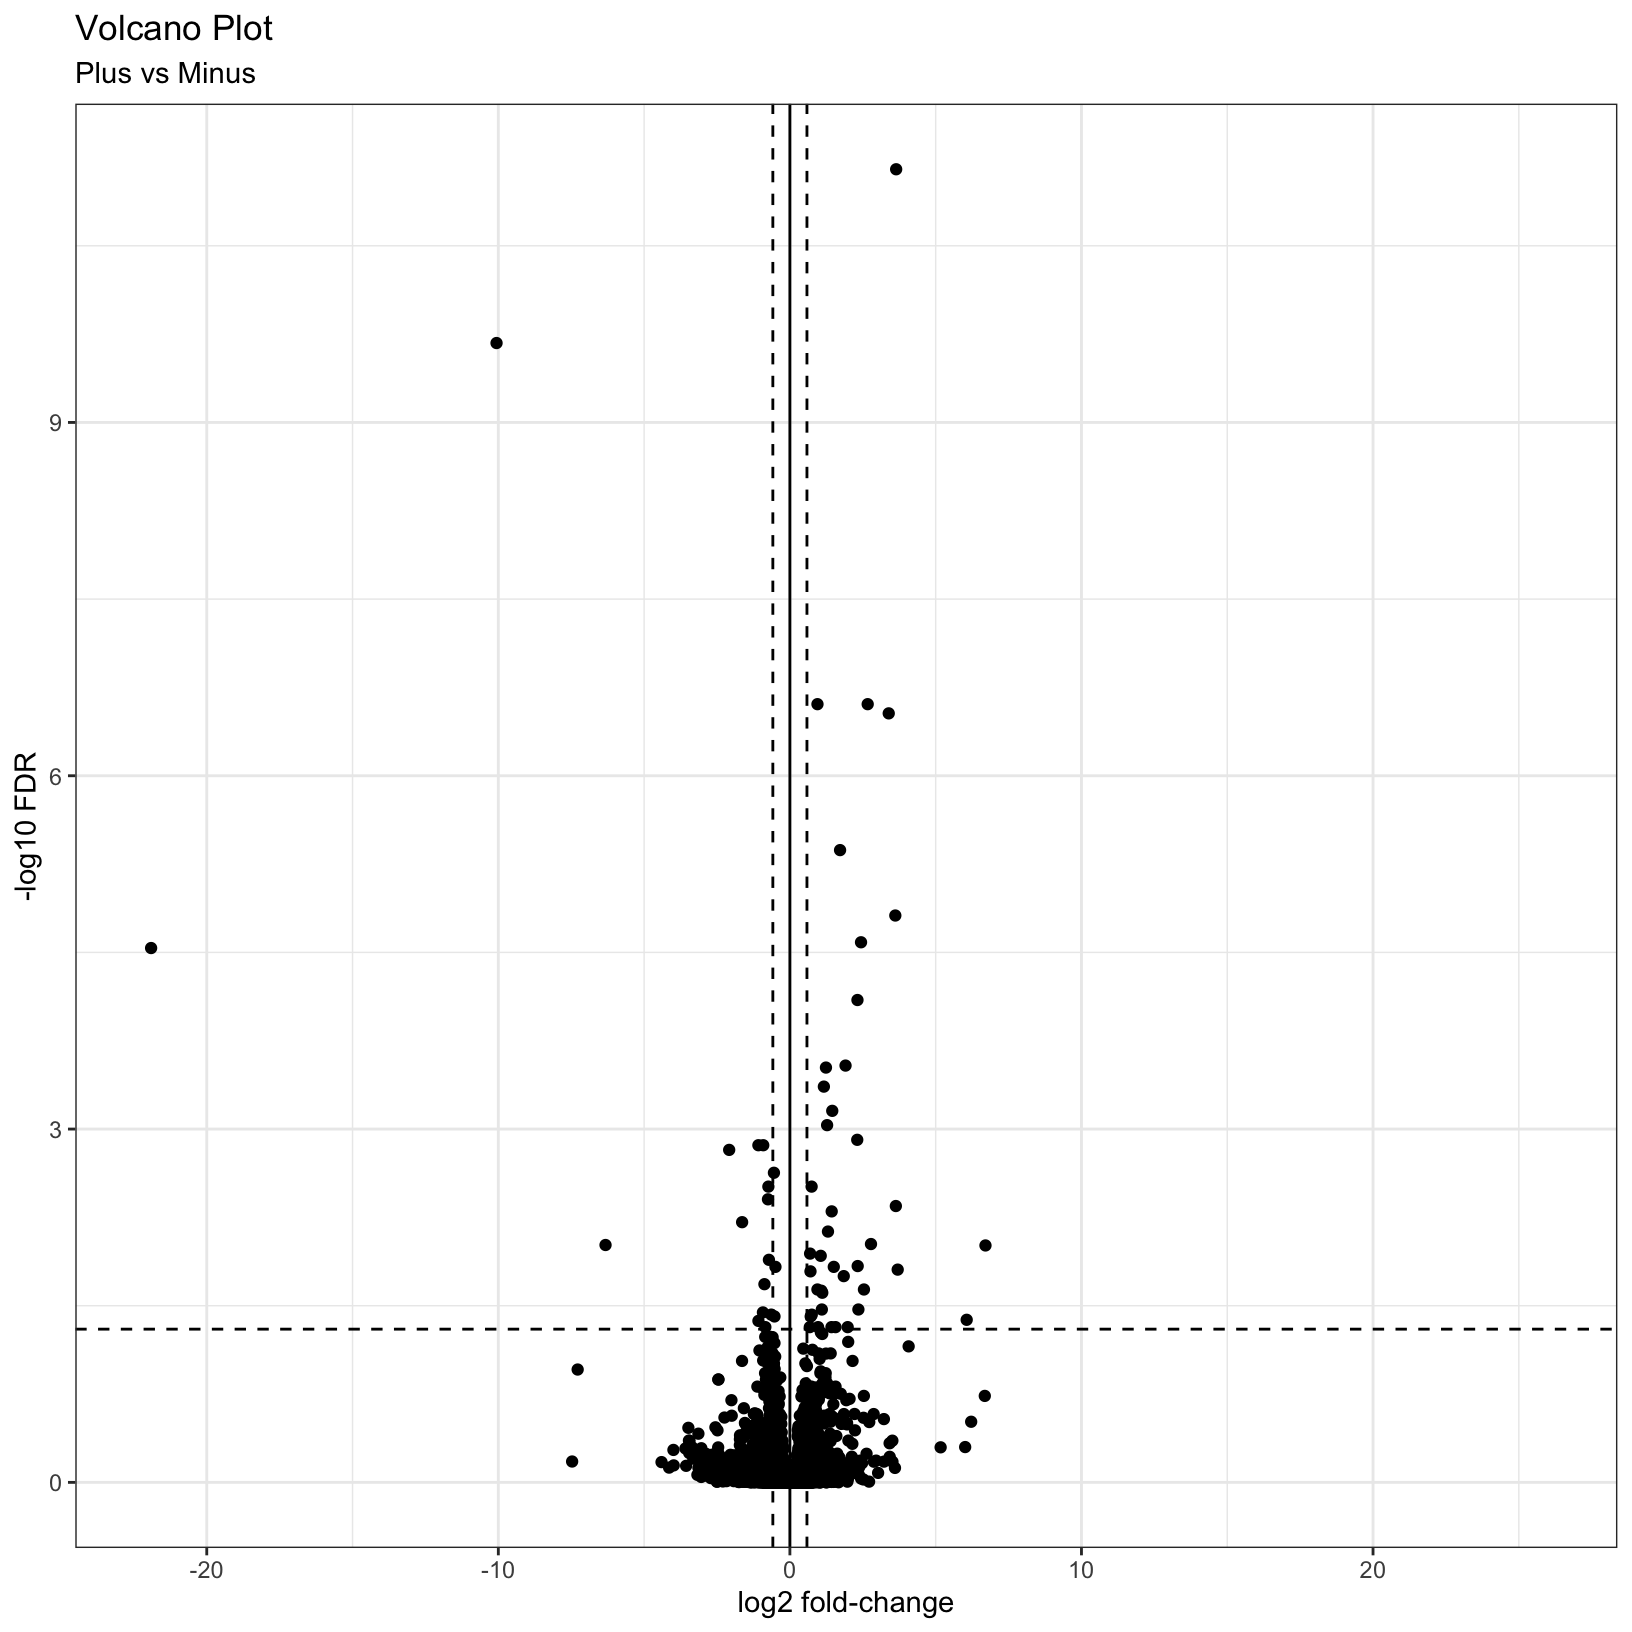 Volcano Plot
Plus vs Minus
-log10 FDR
9
6
3
0
-20 -10 0 10 20
log2 fold-change